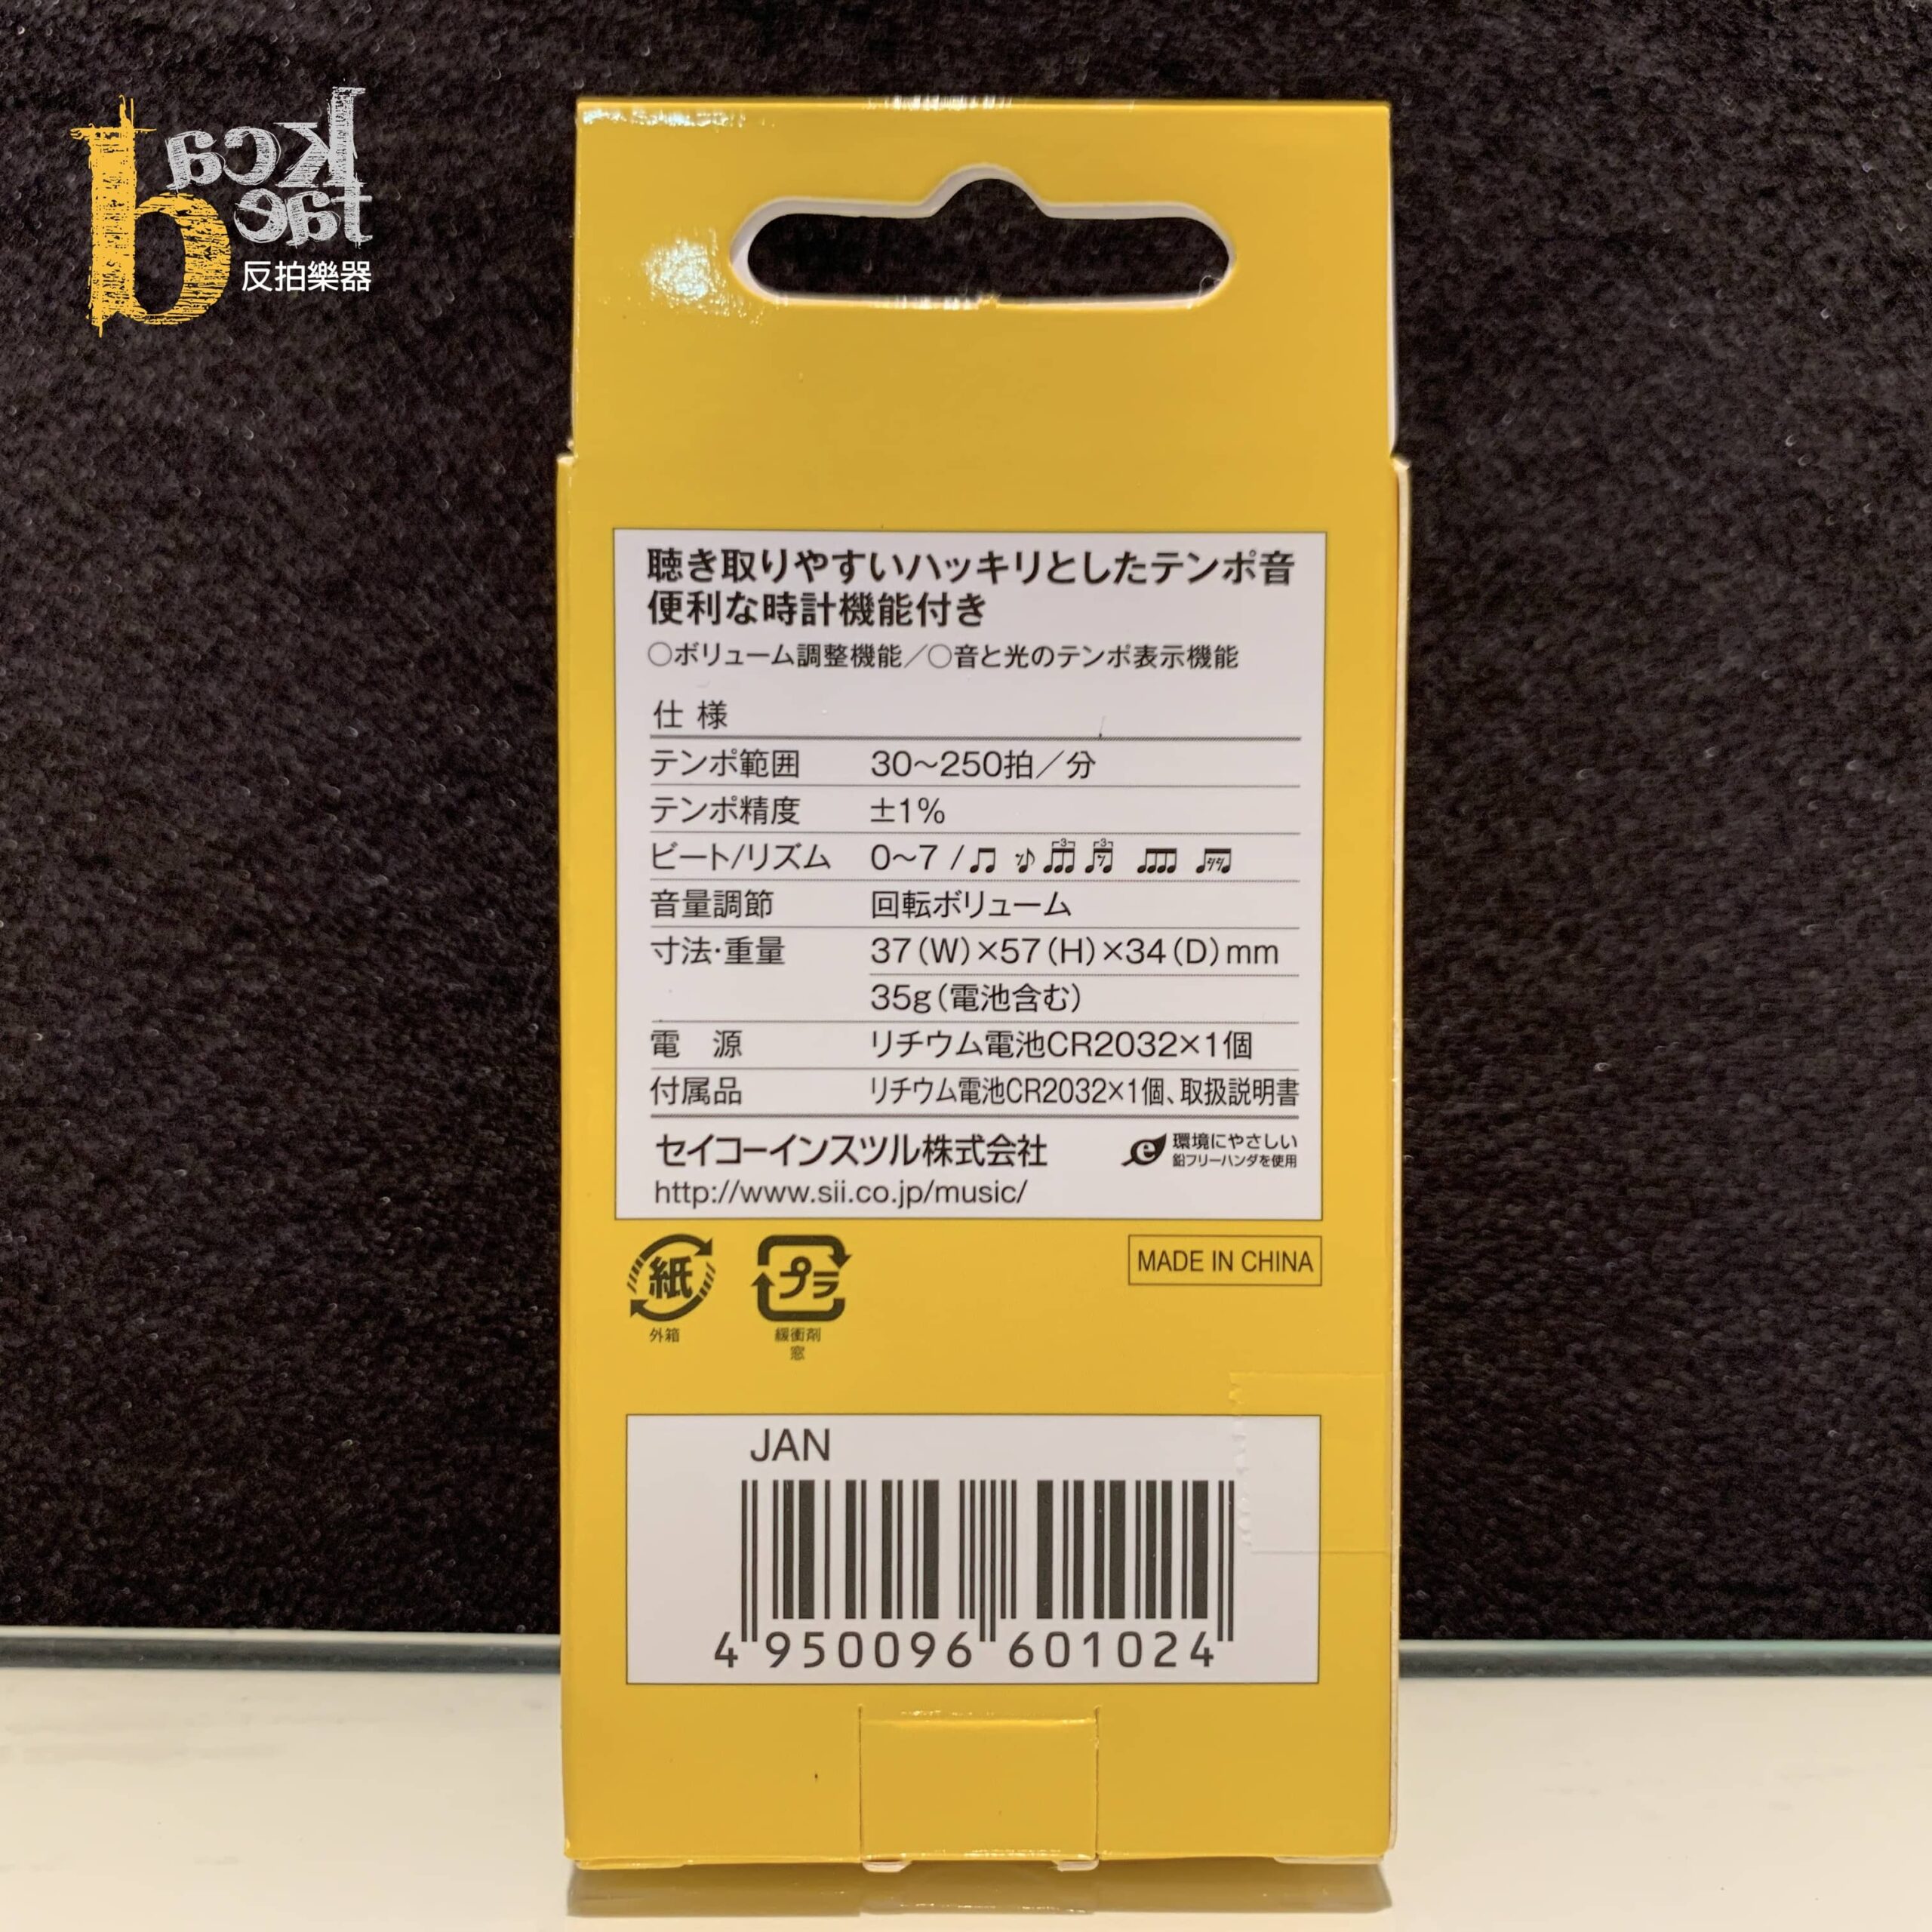 back
beat
反拍樂器
聴き取りやすいハッキリとしたテンポ音
便利な時計機能付き
○ボリューム調整機能／○音と光のテンポ表示機能
仕 様
テンポ範囲 30～250拍／分
テンポ精度 ±1%
ビート/リズム 0～7 /
音量調節 回転ボリューム
寸法·重量 37(W)×57(H)×34(D)mm
35g(電池含む)
電 源 リチウム電池CR2032×1個
付属品 リチウム電池CR2032×1個、取扱説明書
セイコーインスツル株式会社
e 環境にやさしい
鉛フリーハンダを使用
http://www.sii.co.jp/music/
紙
外箱
プラ
緩衝剤
窓
MADE IN CHINA
JAN
4 950096 601024